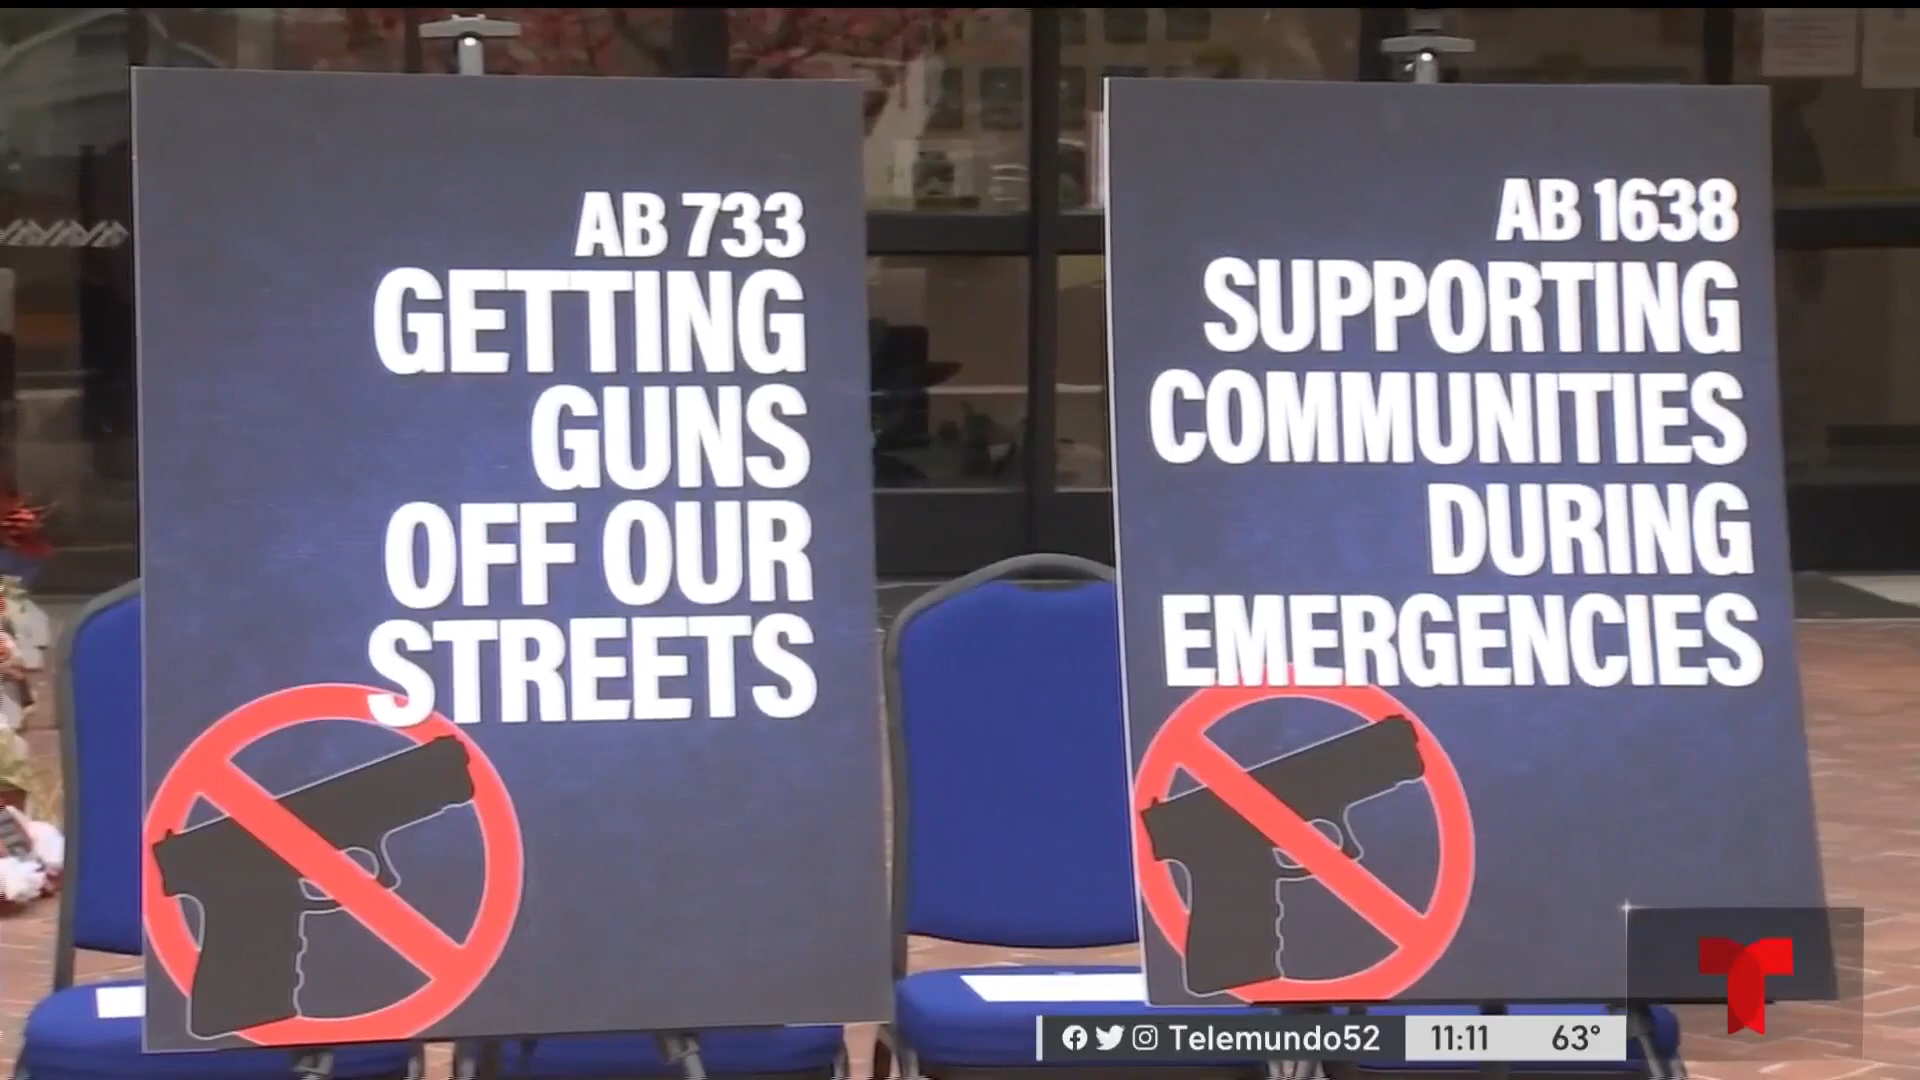 AB 733
GETTING
GUNS
OFF OUR
STREETS
AB 1638
SUPPORTING
COMMUNITIES
DURING
EMERGENCIES
Telemundo52 11:11 63°